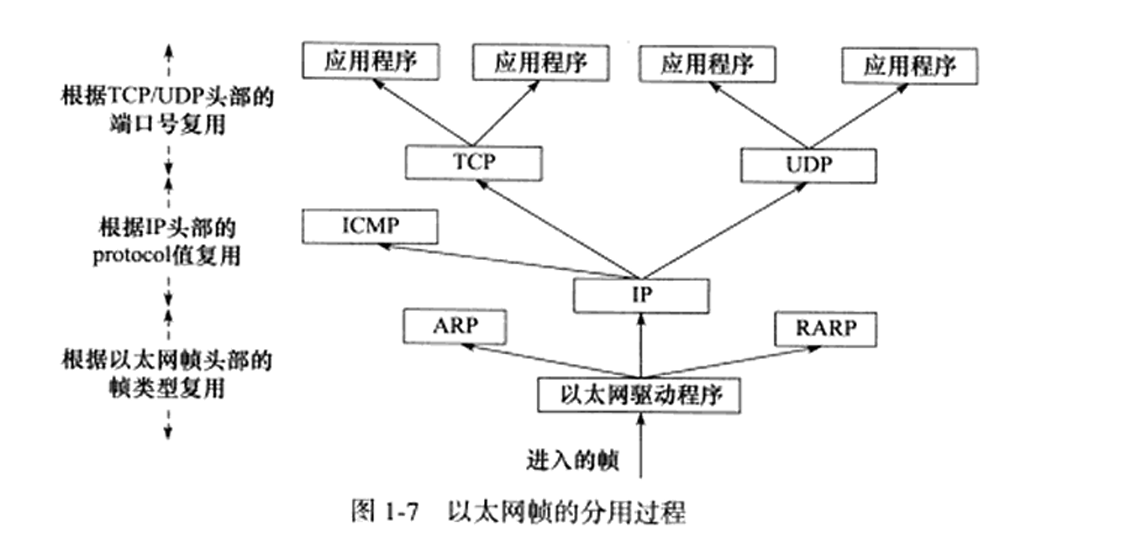 应用程序
应用程序
应用程序
应用程序
根据TCP/UDP头部的
端口号复用
TCP
UDP
根据IP头部的
protocol值复用
ICMP
IP
ARP
RARP
根据以太网帧头部的
帧类型复用
以太网驱动程序
进入的帧
图 1-7 以太网帧的分用过程